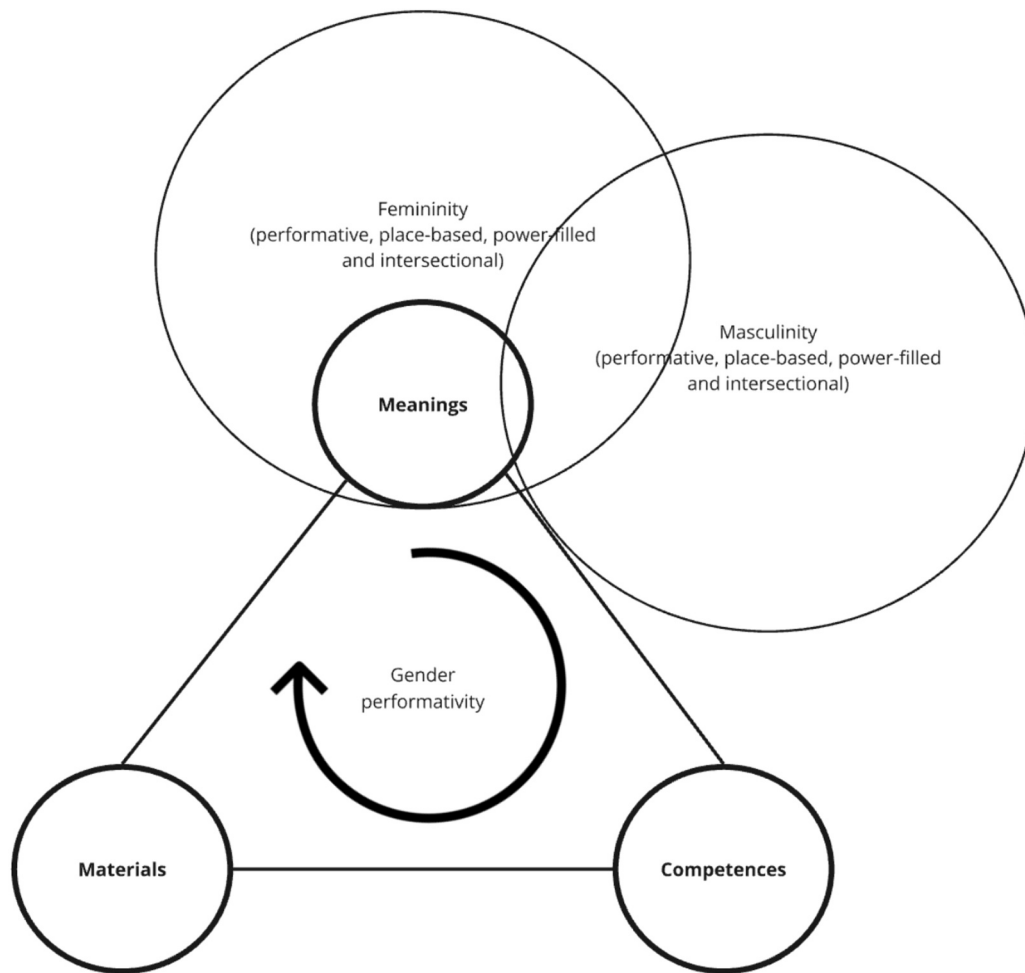 Femininity
(performative, place-based, power-filled
and intersectional)
Masculinity
(performative, place-based, power-filled
and intersectional)
Meanings
Gender
performativity
Materials
Competences